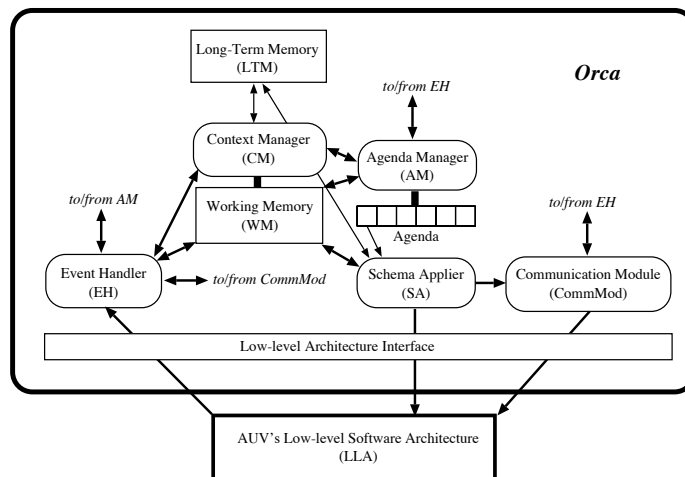 Long-Term Memory
(LTM)
Orca
to/from EH
Context Manager
(CM)
Agenda Manager
(AM)
to/from AM
Working Memory
(WM)
to/from EH
Agenda
Event Handler
(EH)
to/from CommMod
Schema Applier
(SA)
Communication Module
(CommMod)
Low-level Architecture Interface
AUV's Low-level Software Architecture
(LLA)